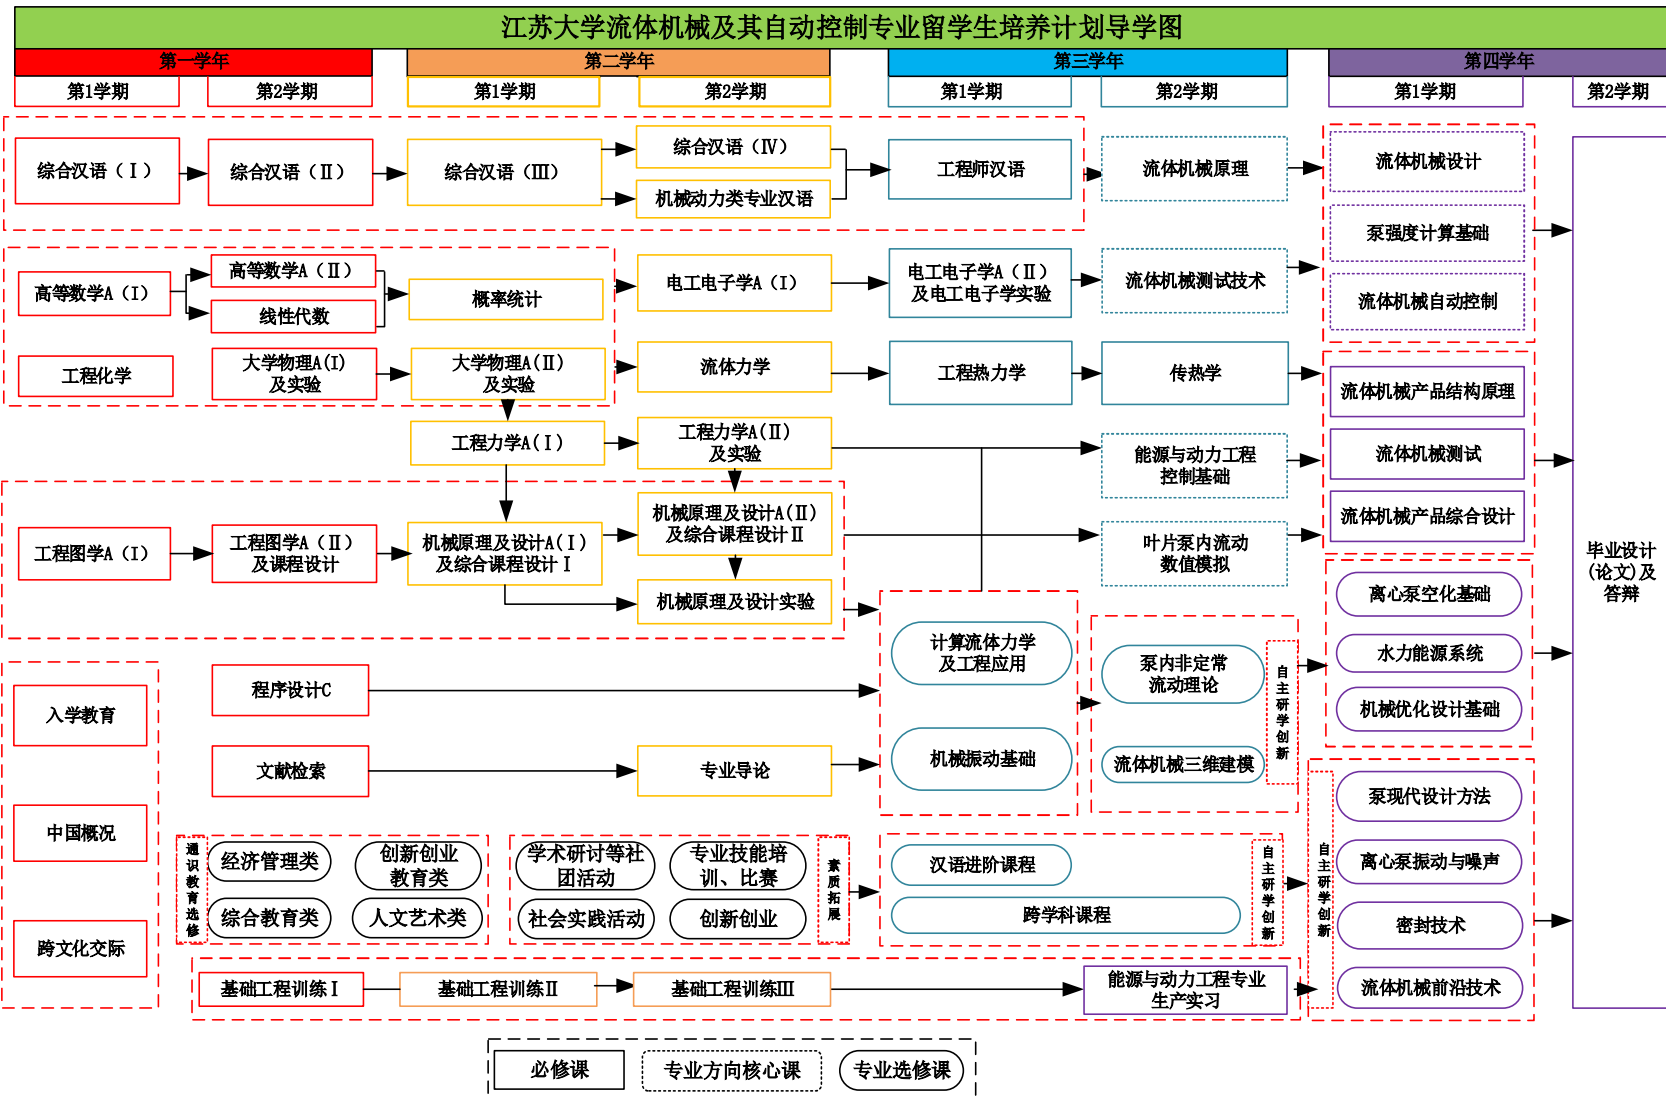 江苏大学流体机械及其自动控制专业留学生培养计划导学图
第一学年
第二学年
第三学年
第四学年
第1学期
第2学期
第1学期
第2学期
第1学期
第2学期
第1学期
第2学期
综合汉语（Ⅰ）
综合汉语（Ⅱ）
综合汉语（Ⅲ）
综合汉语（Ⅳ）
机械动力类专业汉语
工程师汉语
流体机械原理
流体机械设计
泵强度计算基础
流体机械自动控制
高等数学A（I）
高等数学A（Ⅱ）
线性代数
概率统计
电工电子学A（I）
电工电子学A（Ⅱ）
及电工电子学实验
流体机械测试技术
工程化学
大学物理A(I)
及实验
大学物理A(Ⅱ)
及实验
流体力学
工程热力学
传热学
流体机械产品结构原理
流体机械测试
流体机械产品综合设计
工程力学A(Ⅰ)
工程力学A(Ⅱ)
及实验
能源与动力工程
控制基础
工程图学A（I）
工程图学A（Ⅱ）
及课程设计
机械原理及设计A(Ⅰ)
及综合课程设计Ⅰ
机械原理及设计A(Ⅱ)
及综合课程设计Ⅱ
机械原理及设计实验
叶片泵内流动
数值模拟
毕业设计
(论文)及
答辩
离心泵空化基础
水力能源系统
机械优化设计基础
计算流体力学
及工程应用
机械振动基础
泵内非定常
流动理论
流体机械三维建模
自主研学创新
入学教育
中国概况
跨文化交际
程序设计C
文献检索
专业导论
通识教育选修
经济管理类
创新创业
教育类
综合教育类
人文艺术类
学术研讨等社
团活动
专业技能培
训、比赛
社会实践活动
创新创业
素质拓展
汉语进阶课程
跨学科课程
自主研学创新
自主研学创新
泵现代设计方法
离心泵振动与噪声
密封技术
流体机械前沿技术
基础工程训练Ⅰ
基础工程训练Ⅱ
基础工程训练Ⅲ
能源与动力工程专业
生产实习
必修课
专业方向核心课
专业选修课